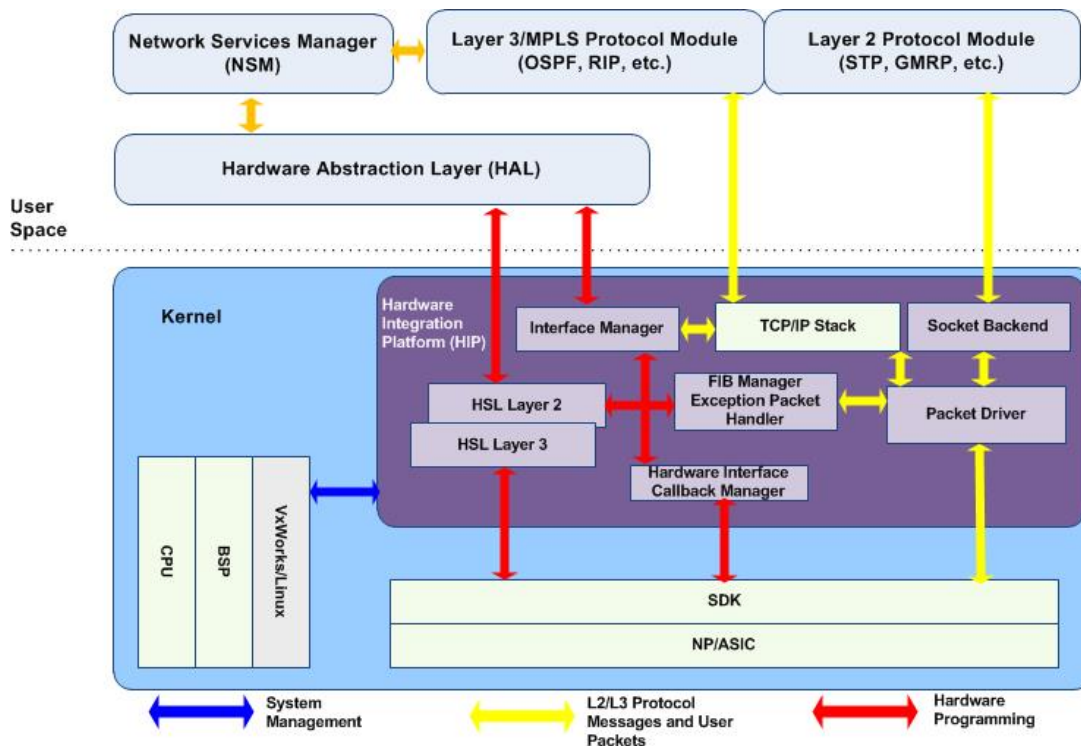 Network Services Manager
(NSM)
Layer 3/MPLS Protocol Module
(OSPF, RIP, etc.)
Layer 2 Protocol Module
(STP, GMRP, etc.)
Hardware Abstraction Layer (HAL)
User
Space
Kernel
Hardware
Integration
Platform (HIP)
Interface Manager
TCP/IP Stack
Socket Backend
HSL Layer 2
FIB Manager
Exception Packet
Handler
Packet Driver
HSL Layer 3
Hardware Interface
Callback Manager
CPU
BSP
VxWorks/Linux
SDK
NP/ASIC
System
Management
L2/L3 Protocol
Messages and User
Packets
Hardware
Programming